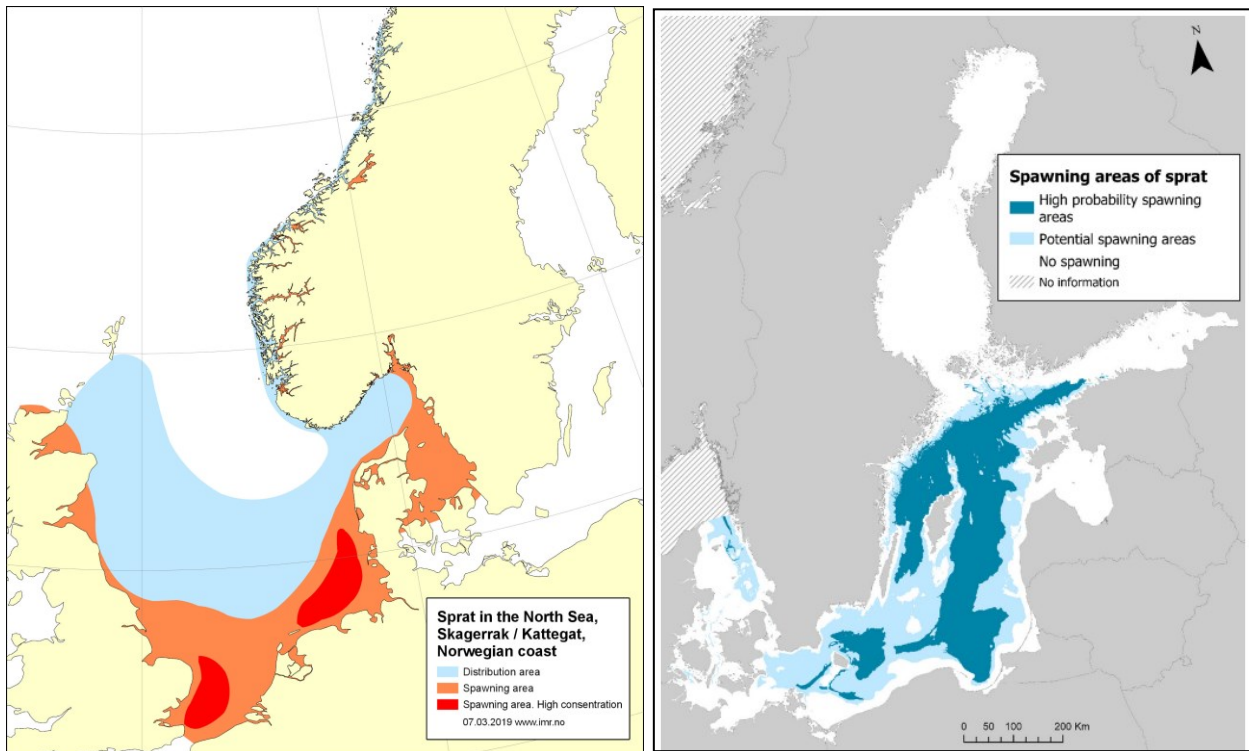 Sprat in the North Sea,
Skagerrak / Kattegat,
Norwegian coast
Distribution area
Spawning area
Spawning area. High consentration
07.03.2019 www.imr.no
N
Spawning areas of sprat
High probability spawning
areas
Potential spawning areas
No spawning
No information
0 50 100 200 Km